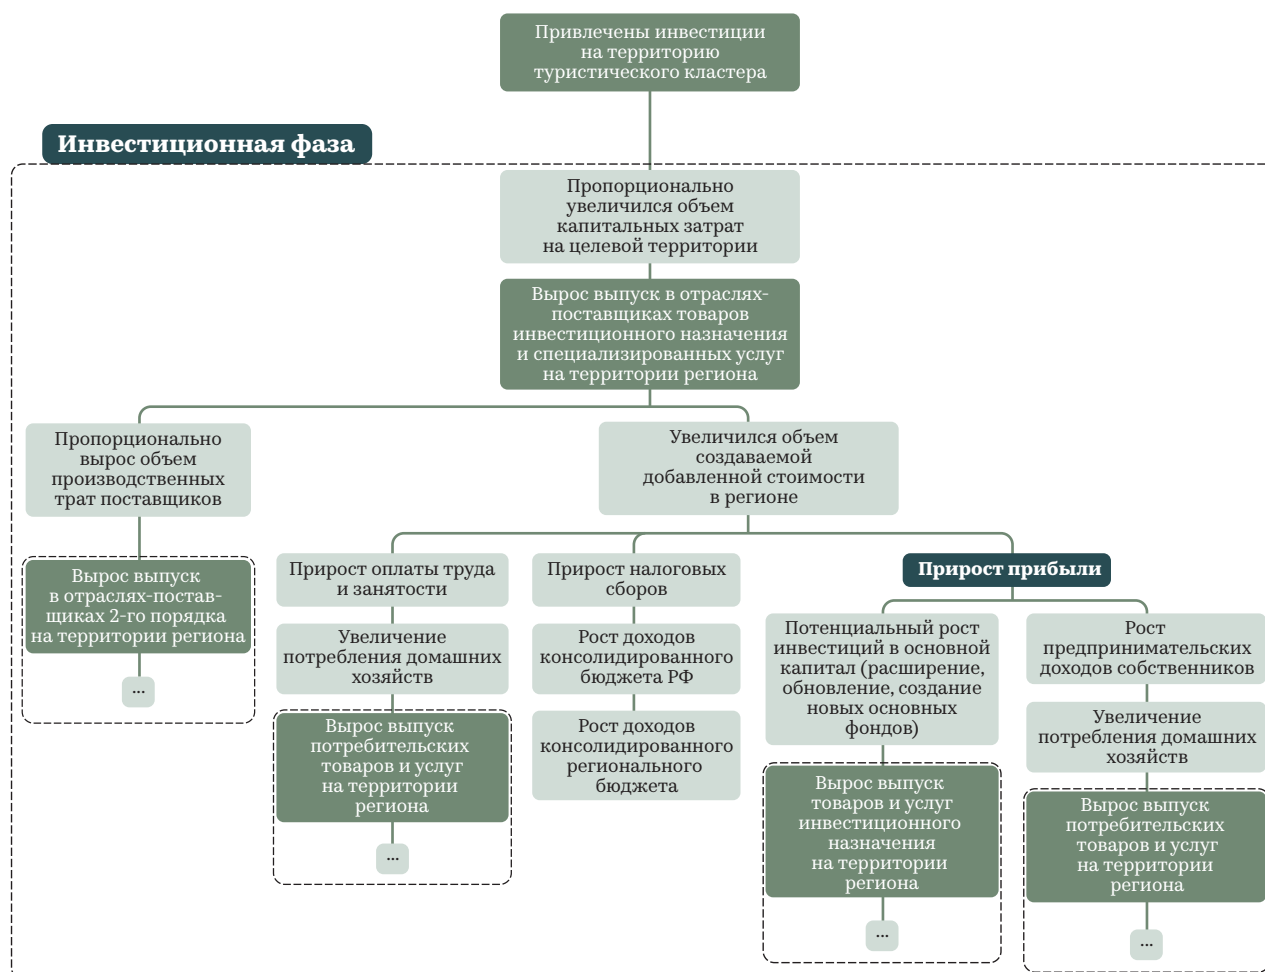 Привлечены инвестиции
на территорию
туристического кластера
Инвестиционная фаза
Пропорционально
увеличился объем
капитальных затрат
на целевой территории
Вырос выпуск в отраслях-
поставщиках товаров
инвестиционного назначения
и специализированных услуг
на территории региона
Пропорционально
вырос объем
производственных
трат поставщиков
Увеличился объем
создаваемой
добавленной стоимости
в регионе
Вырос выпуск
в отраслях-постав-
щиках 2-го порядка
на территории региона
...
Прирост оплаты труда
и занятости
Увеличение
потребления домашних
хозяйств
Вырос выпуск
потребительских
товаров и услуг
на территории
региона
...
Прирост налоговых
сборов
Рост доходов
консолидированного
бюджета РФ
Рост доходов
консолидированного
регионального
бюджета
Прирост прибыли
Потенциальный рост
инвестиций в основной
капитал (расширение,
обновление, создание
новых основных
фондов)
Вырос выпуск
товаров и услуг
инвестиционного
назначения
на территории
региона
...
Рост
предпринимательских
доходов собственников
Увеличение
потребления домашних
хозяйств
Вырос выпуск
потребительских
товаров и услуг
на территории
региона
...